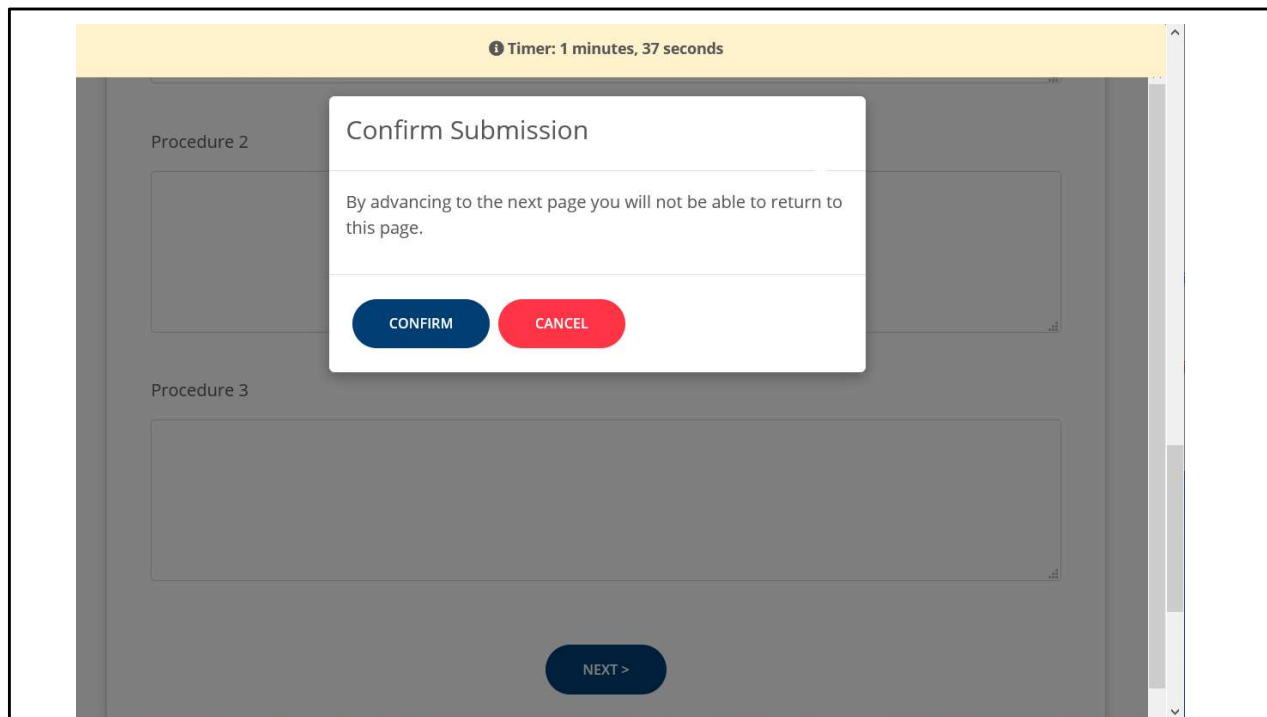 Timer: 1 minutes, 37 seconds
Confirm Submission
Procedure 2
By advancing to the next page you will not be able to return to
this page.
CONFIRM
CANCEL
Procedure 3
NEXT >